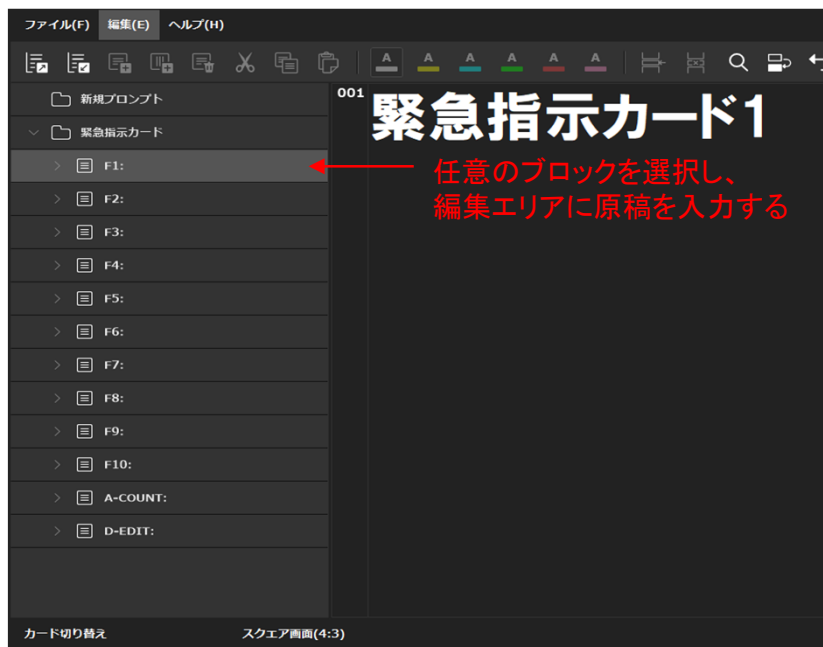 ファイル(F) 編集(E) ヘルプ(H)
A A A A A A
新規プロンプト
緊急指示カード
F1:
F2:
F3:
F4:
F5:
F6:
F7:
F8:
F9:
F10:
A-COUNT:
D-EDIT:
001
緊急指示カード1
任意のブロックを選択し、
編集エリアに原稿を入力する
カード切り替え スクエア画面(4:3)